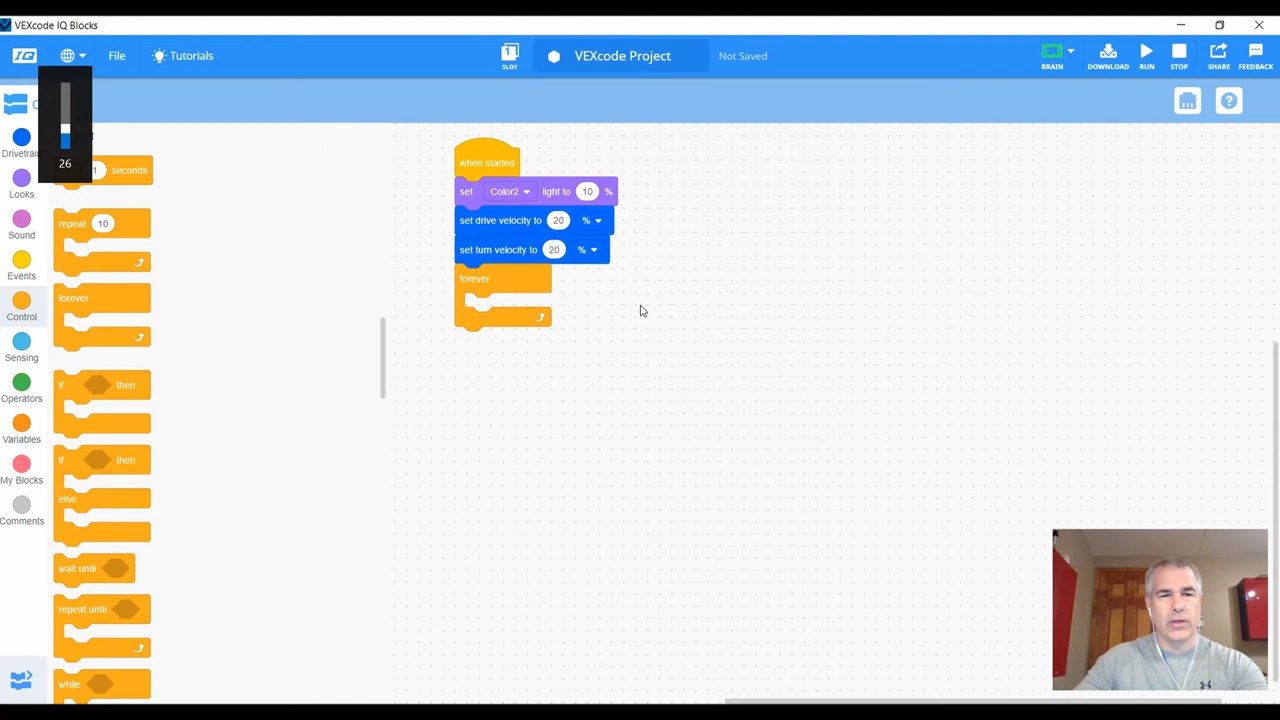 VEXcode IQ Blocks
IQ
File
Tutorials
1
SLOT
VEXcode Project
Not Saved
BRAIN
DOWNLOAD
RUN
STOP
SHARE
FEEDBACK
26
Looks
Sound
Events
Control
Sensing
Operators
Variables
My Blocks
Comments
1 seconds
repeat 10
forever
if then
if then
else
wait until
repeat until
while
when started
set Color2 light to 10 %
set drive velocity to 20 %
set turn velocity to 20 %
forever